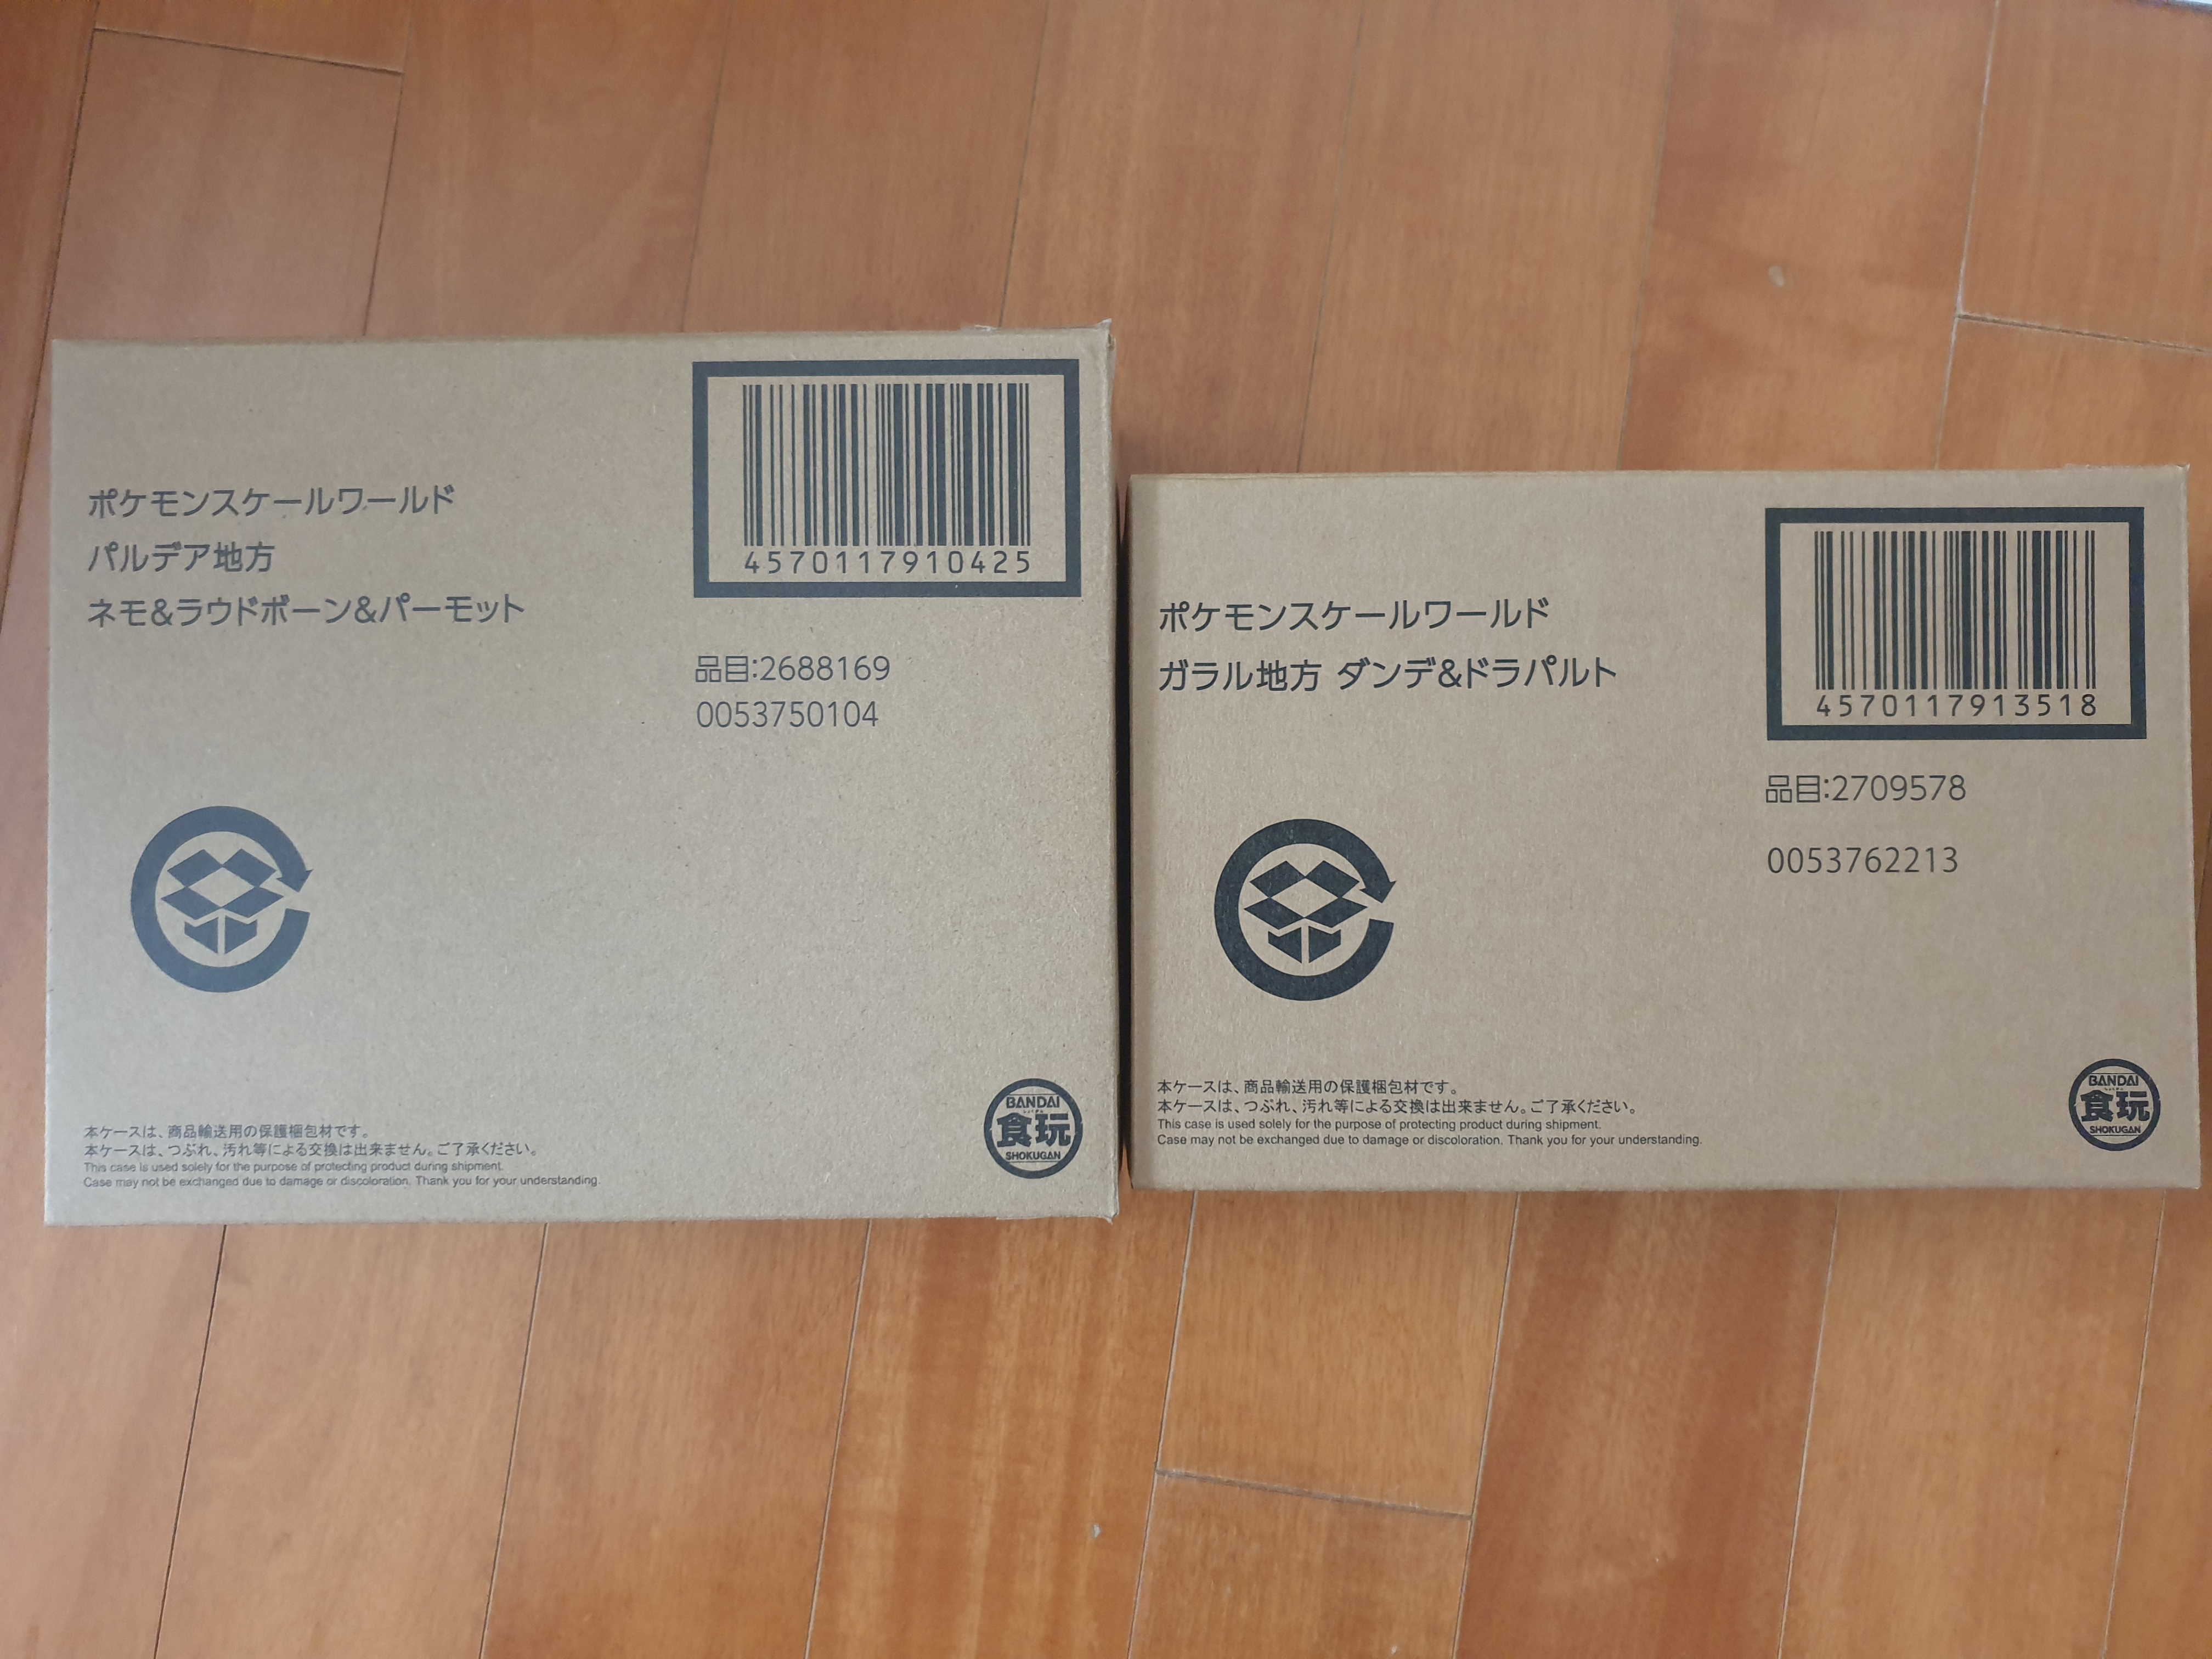 ポケモンスケールワールド
パルデア地方
ネモ&ラウドボーン&パーモット
4570117910425
品目:2688169
0053750104
本ケースは、商品輸送用の保護梱包材です。
本ケースは、つぶれ、汚れ等による交換は出来ません。ご了承ください。
This case is used solely for the purpose of protecting product during shipment.
Case may not be exchanged due to damage or discoloration. Thank you for your understanding.
BANDAI
食玩
SHOKUGAN
ポケモンスケールワールド
ガラル地方 ダンデ&ドラパルト
4570117913518
品目:2709578
0053762213
本ケースは、商品輸送用の保護梱包材です。
本ケースは、つぶれ、汚れ等による交換は出来ません。ご了承ください。
This case is used solely for the purpose of protecting product during shipment.
Case may not be exchanged due to damage or discoloration. Thank you for your understanding.
BANDAI
食玩
SHOKUGAN